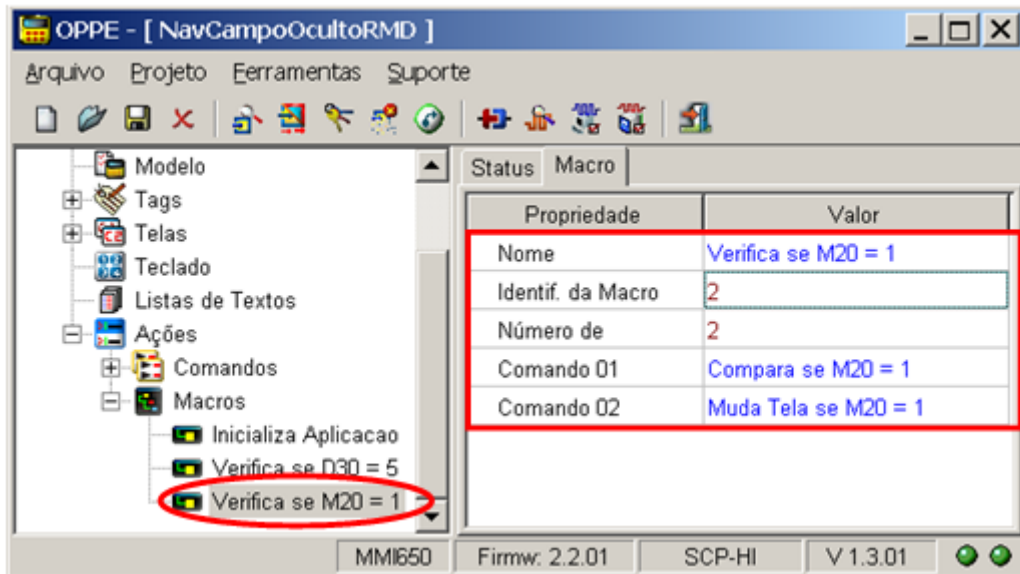 OPPE - [ NavCampoOcultoRMD ]
Arquivo Projeto Ferramentas Suporte
Modelo
Tags
Telas
Teclado
Listas de Textos
Ações
Comandos
Macros
Inicializa Aplicacao
Verifica se D30 = 5
Verifica se M20 = 1
Status Macro
Propriedade Valor
Nome Verifica se M20 = 1
Identif. da Macro 2
Número de 2
Comando 01 Compara se M20 = 1
Comando 02 Muda Tela se M20 = 1
MMI650 Firmw: 2.2.01 SCP-HI V 1.3.01